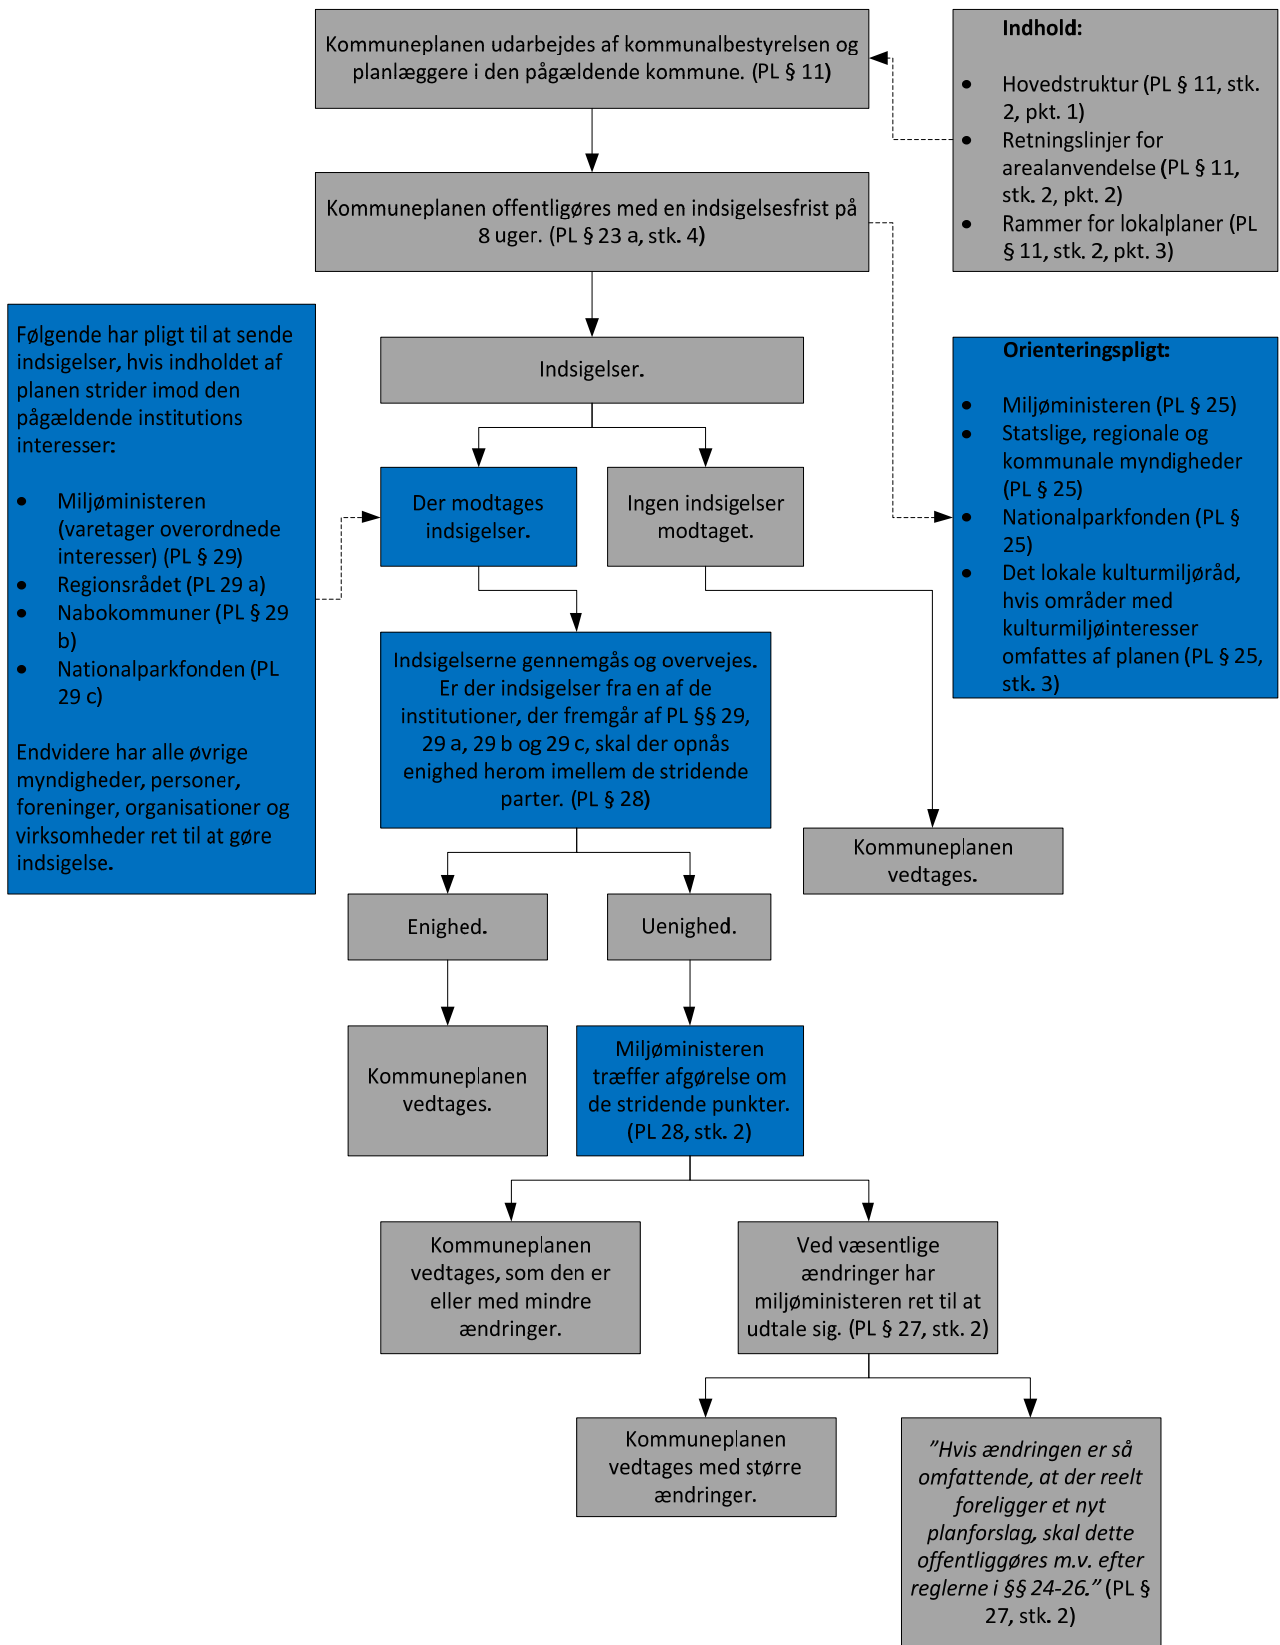 Kommuneplanen udarbejdes af kommunalbestyrelsen og
planlæggere i den pågældende kommune. (PL § 11)
Indhold:
• Hovedstruktur (PL § 11, stk.
2, pkt. 1)
• Retningslinjer for
arealanvendelse (PL § 11,
stk. 2, pkt. 2)
• Rammer for lokalplaner (PL
§ 11, stk. 2, pkt. 3)
Kommuneplanen offentligøres med en indsigelsesfrist på
8 uger. (PL § 23 a, stk. 4)
Følgende har pligt til at sende
indsigelser, hvis indholdet af
planen strider imod den
pågældende institutions
interesser:
• Miljøministeren
(varetager overordnede
interesser) (PL § 29)
• Regionsrådet (PL 29 a)
• Nabokommuner (PL § 29
b)
• Nationalparkfonden (PL
29 c)
Endvidere har alle øvrige
myndigheder, personer,
foreninger, organisationer og
virksomheder ret til at gøre
indsigelse.
Indsigelser.
Orienteringspligt:
• Miljøministeren (PL § 25)
• Statslige, regionale og
kommunale myndigheder
(PL § 25)
• Nationalparkfonden (PL §
25)
• Det lokale kulturmiljøråd,
hvis områder med
kulturmiljøinteresser
omfattes af planen (PL § 25,
stk. 3)
Der modtages
indsigelser.
Ingen indsigelser
modtaget.
Indsigelserne gennemgås og overvejes.
Er der indsigelser fra en af de
institutioner, der fremgår af PL §§ 29,
29 a, 29 b og 29 c, skal der opnås
enighed herom imellem de stridende
parter. (PL § 28)
Kommuneplanen
vedtages.
Enighed.
Uenighed.
Kommuneplanen
vedtages.
Miljøministeren
træffer afgørelse om
de stridende punkter.
(PL 28, stk. 2)
Kommuneplanen
vedtages, som den er
eller med mindre
ændringer.
Ved væsentlige
ændringer har
miljøministeren ret til at
udtale sig. (PL § 27, stk. 2)
Kommuneplanen
vedtages med større
ændringer.
”Hvis ændringen er så
omfattende, at der reelt
foreligger et nyt
planforslag, skal dette
offentliggøres m.v. efter
reglerne i §§ 24-26.” (PL §
27, stk. 2)